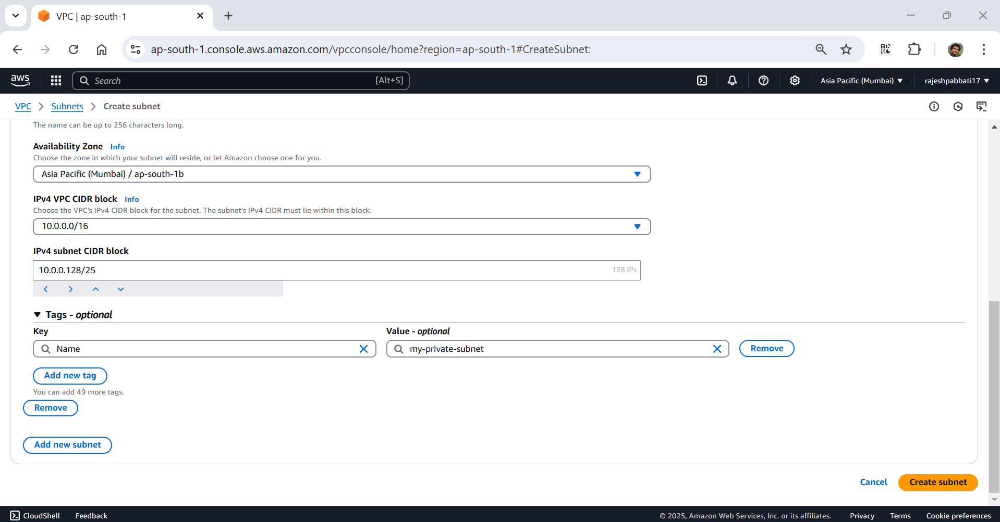 VPC | ap-south-1
ap-south-1.console.aws.amazon.com/vpcconsole/home?region=ap-south-1#CreateSubnet:
aws
Search [Alt+S]
Asia Pacific (Mumbai)
rajeshpabbati17
VPC
Subnets
Create subnet
The name can be up to 256 characters long.
Availability Zone Info
Choose the zone in which your subnet will reside, or let Amazon choose one for you.
Asia Pacific (Mumbai) / ap-south-1b
IPv4 VPC CIDR block Info
Choose the VPC's IPv4 CIDR block for the subnet. The subnet's IPv4 CIDR must lie within this block.
10.0.0.0/16
IPv4 subnet CIDR block
10.0.0.128/25 128 IPs
Tags - optional
Key Value - optional
Name my-private-subnet Remove
Add new tag
You can add 49 more tags.
Remove
Add new subnet
Cancel Create subnet
CloudShell Feedback © 2025, Amazon Web Services, Inc. or its affiliates. Privacy Terms Cookie preferences